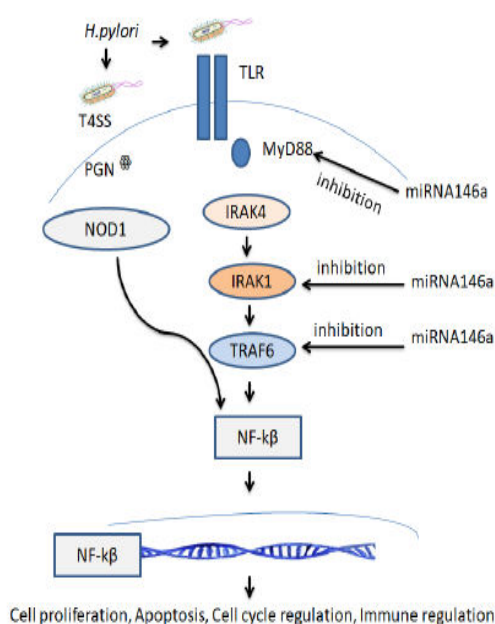 H.pylori
TLR
T4SS
MyD88
PGN
inhibition
miRNA146a
IRAK4
NOD1
inhibition
IRAK1
miRNA146a
inhibition
miRNA146a
TRAF6
NF-kβ
NF-kβ
Cell proliferation, Apoptosis, Cell cycle regulation, Immune regulation